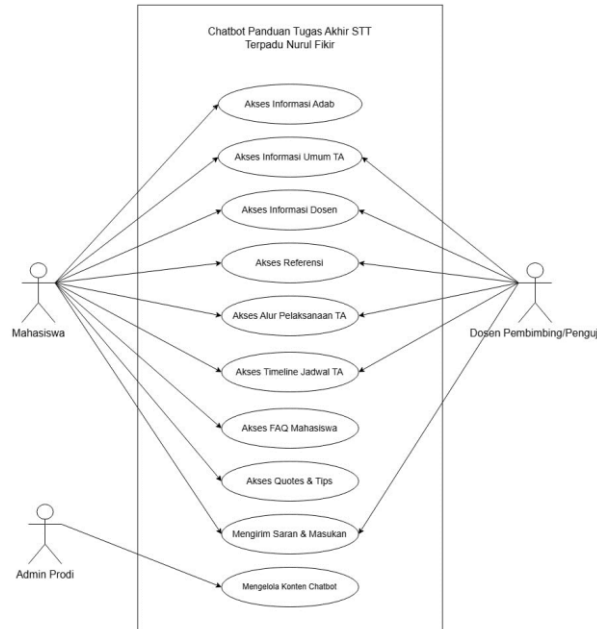 Chatbot Panduan Tugas Akhir STT
Terpadu Nurul Fikir
Akses Informasi Adab
Akses Informasi Umum TA
Akses Informasi Dosen
Akses Referensi
Mahasiswa
Dosen Pembimbing/Penguj
Akses Alur Pelaksanaan TA
Akses Timeline Jadwal TA
Akses FAQ Mahasiswa
Akses Quotes & Tips
Mengirim Saran & Masukan
Admin Prodi
Mengelola Konten Chatbot